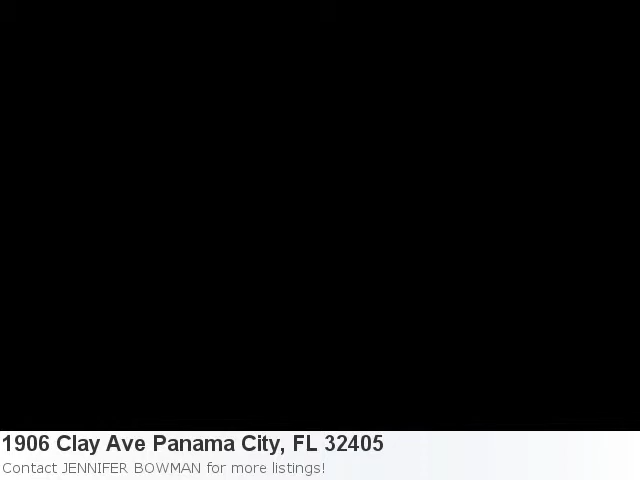 1906 Clay Ave Panama City, FL 32405
Contact JENNIFER BOWMAN for more listings!